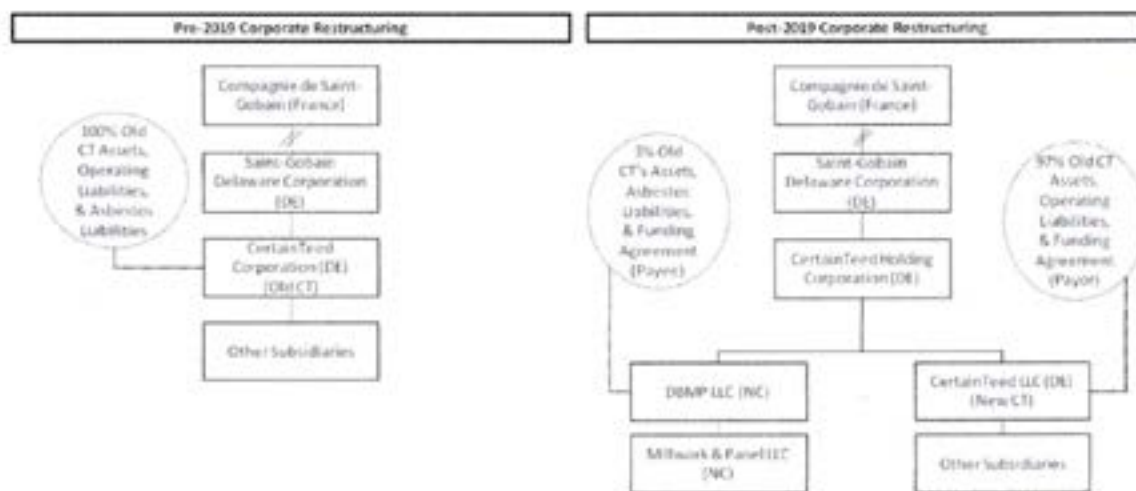 Pre-2019 Corporate Restructuring
Compagnie de Saint-
Gobain (France)
100% Old
CT Assets,
Operating
Liabilities,
& Asbestos
Liabilities
Saint-Gobain
Delaware Corporation
(DE)
CertainTeed
Corporation (DE)
(Old CT)
Other Subsidiaries
Post-2019 Corporate Restructuring
Compagnie de Saint-
Gobain (France)
3% Old
CT's Assets,
Asbestos
Liabilities,
& Funding
Agreement
(Payee)
Saint-Gobain
Delaware Corporation
(DE)
97% Old CT
Assets,
Operating
Liabilities,
& Funding
Agreement
(Payor)
CertainTeed Holding
Corporation (DE)
DBMP LLC (NC)
CertainTeed LLC (DE)
(New CT)
Millwork & Panel LLC
(NC)
Other Subsidiaries